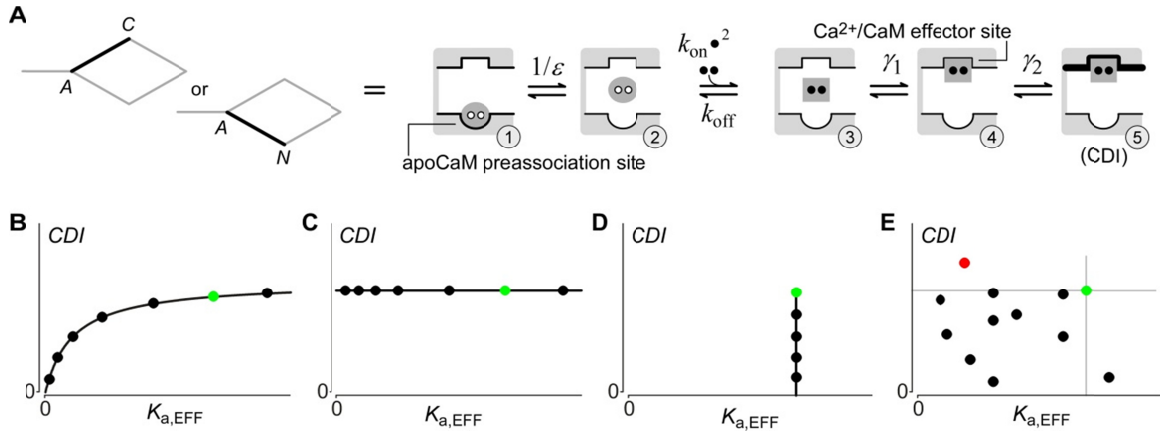 A
C
A
or
A
N
=
1/ε
k_on •²
k_off
γ₁
γ₂
Ca²⁺/CaM effector site
apoCaM preassociation site
1
2
3
4
5
(CDI)
B
CDI
0
0
K_a,EFF
C
CDI
0
0
K_a,EFF
D
CDI
0
0
K_a,EFF
E
CDI
0
0
K_a,EFF